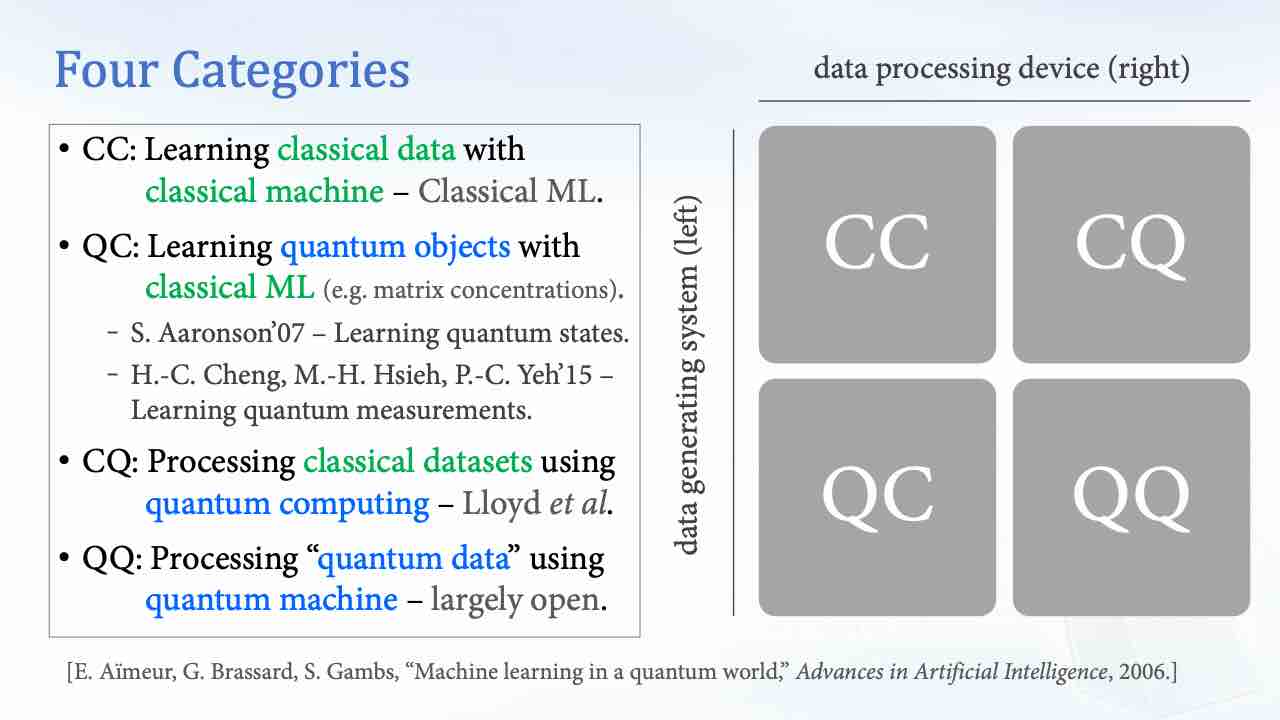 Four Categories
• CC: Learning classical data with
classical machine – Classical ML.
• QC: Learning quantum objects with
classical ML (e.g. matrix concentrations).
– S. Aaronson’07 – Learning quantum states.
– H.-C. Cheng, M.-H. Hsieh, P.-C. Yeh’15 –
Learning quantum measurements.
• CQ: Processing classical datasets using
quantum computing – Lloyd et al.
• QQ: Processing “quantum data” using
quantum machine – largely open.
data processing device (right)
data generating system (left)
CC
CQ
QC
QQ
[E. Aïmeur, G. Brassard, S. Gambs, “Machine learning in a quantum world,” Advances in Artificial Intelligence, 2006.]